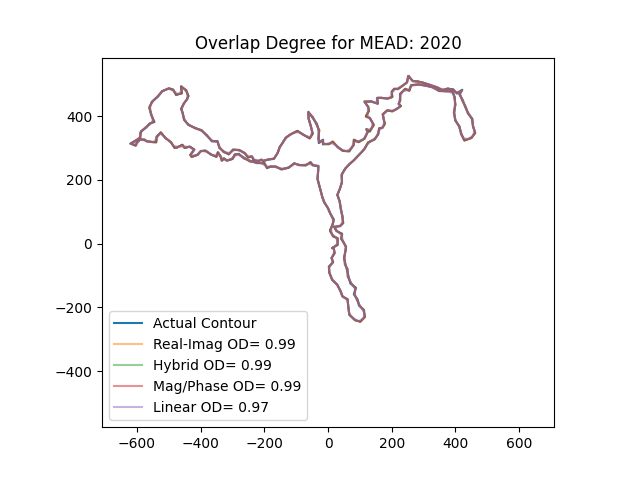 Overlap Degree for MEAD: 2020
400
200
0
−200
−400
Actual Contour
Real-Imag OD= 0.99
Hybrid OD= 0.99
Mag/Phase OD= 0.99
Linear OD= 0.97
−600 −400 −200 0 200 400 600